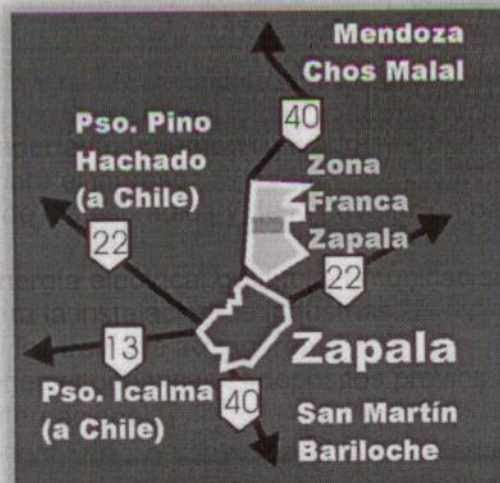 Mendoza
Chos Malal
40
Pso. Pino
Hachado
(a Chile)
Zona
Franca
Zapala
22
22
13
Zapala
Pso. Icalma
(a Chile)
40
San Martín
Bariloche